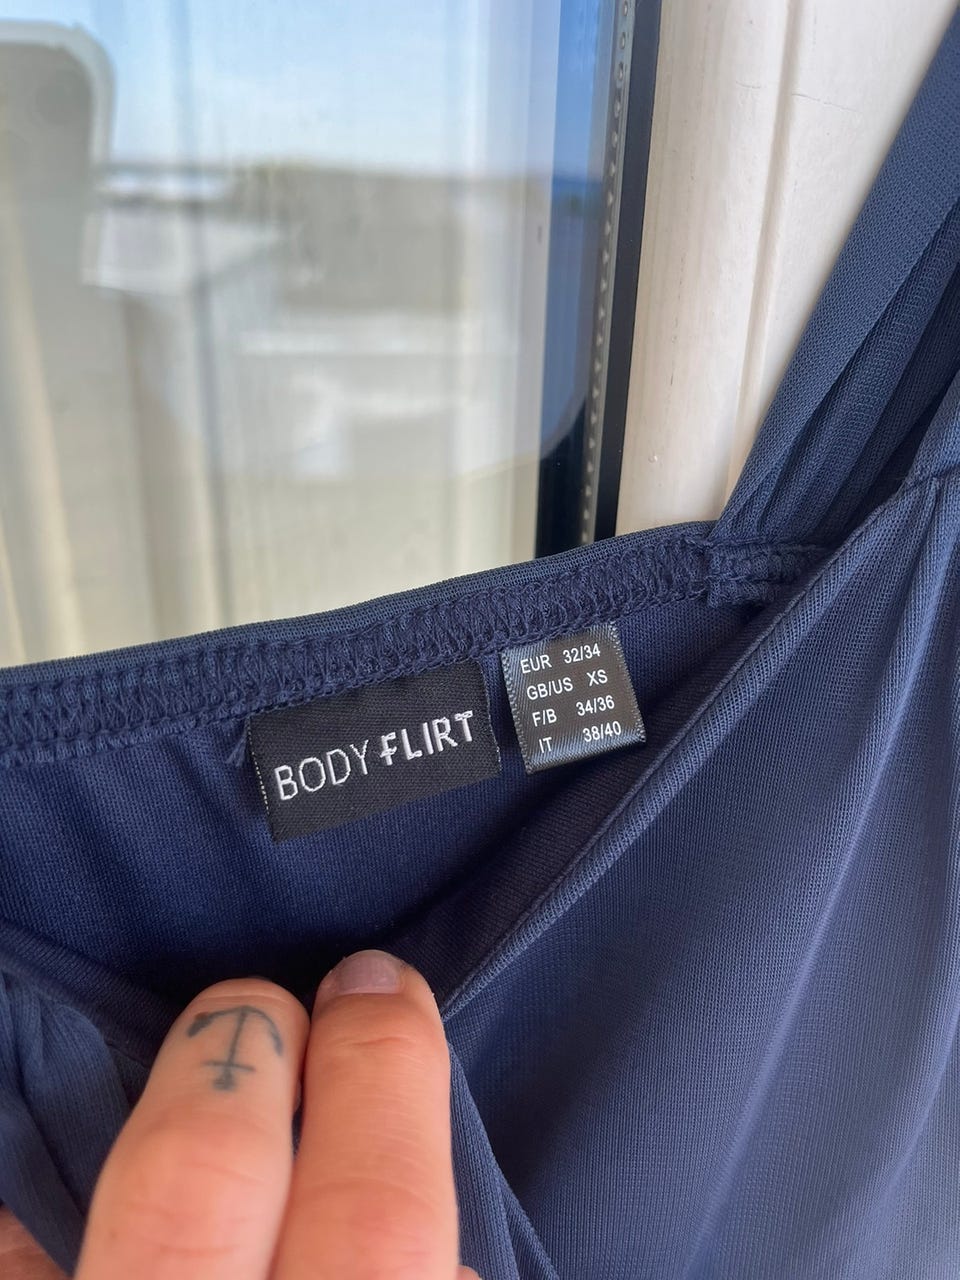 BODY FLIRT
EUR 32/34
GB/US XS
F/B 34/36
IT 38/40